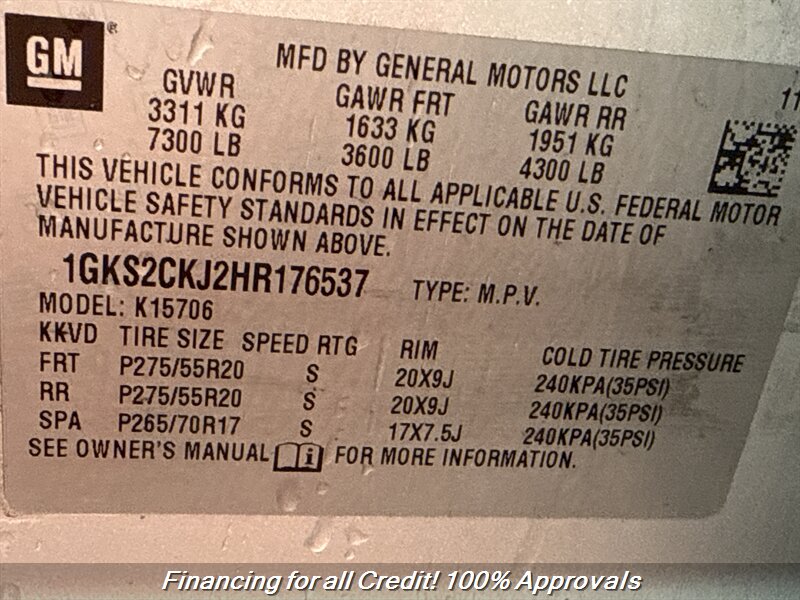 GM
MFD BY GENERAL MOTORS LLC
11
GVWR GAWR FRT GAWR RR
3311 KG 1633 KG 1951 KG
7300 LB 3600 LB 4300 LB
THIS VEHICLE CONFORMS TO ALL APPLICABLE U.S. FEDERAL MOTOR
VEHICLE SAFETY STANDARDS IN EFFECT ON THE DATE OF
MANUFACTURE SHOWN ABOVE.
1GKS2CKJ2HR176537 TYPE: M.P.V.
MODEL: K15706
KKVD TIRE SIZE SPEED RTG RIM COLD TIRE PRESSURE
FRT P275/55R20 S 20X9J 240KPA(35PSI)
RR P275/55R20 S 20X9J 240KPA(35PSI)
SPA P265/70R17 S 17X7.5J 240KPA(35PSI)
SEE OWNER'S MANUAL i FOR MORE INFORMATION.
Financing for all Credit! 100% Approvals